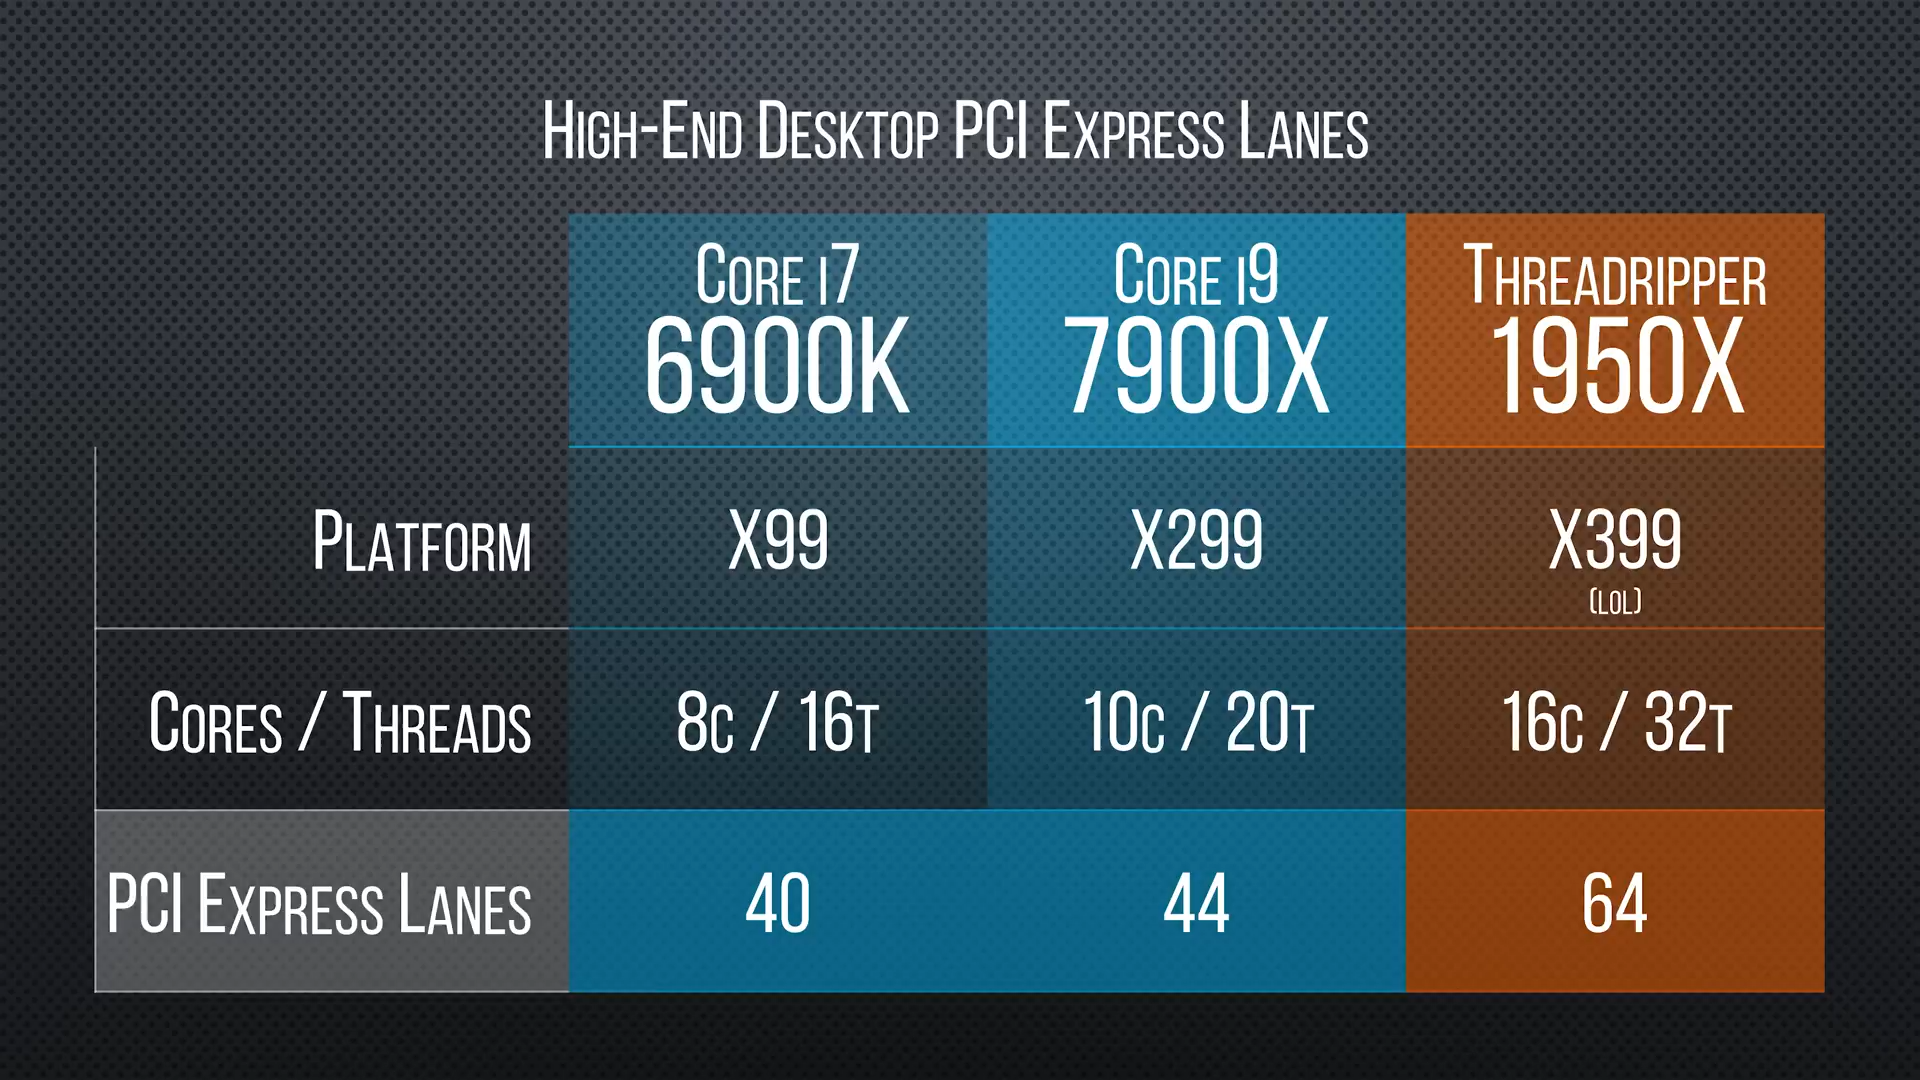 High-End Desktop PCI Express Lanes
Core i7 Core i9 Threadripper
6900K 7900X 1950X
Platform X99 X299 X399
(lol)
Cores / Threads 8c / 16t 10c / 20t 16c / 32t
PCI Express Lanes 40 44 64